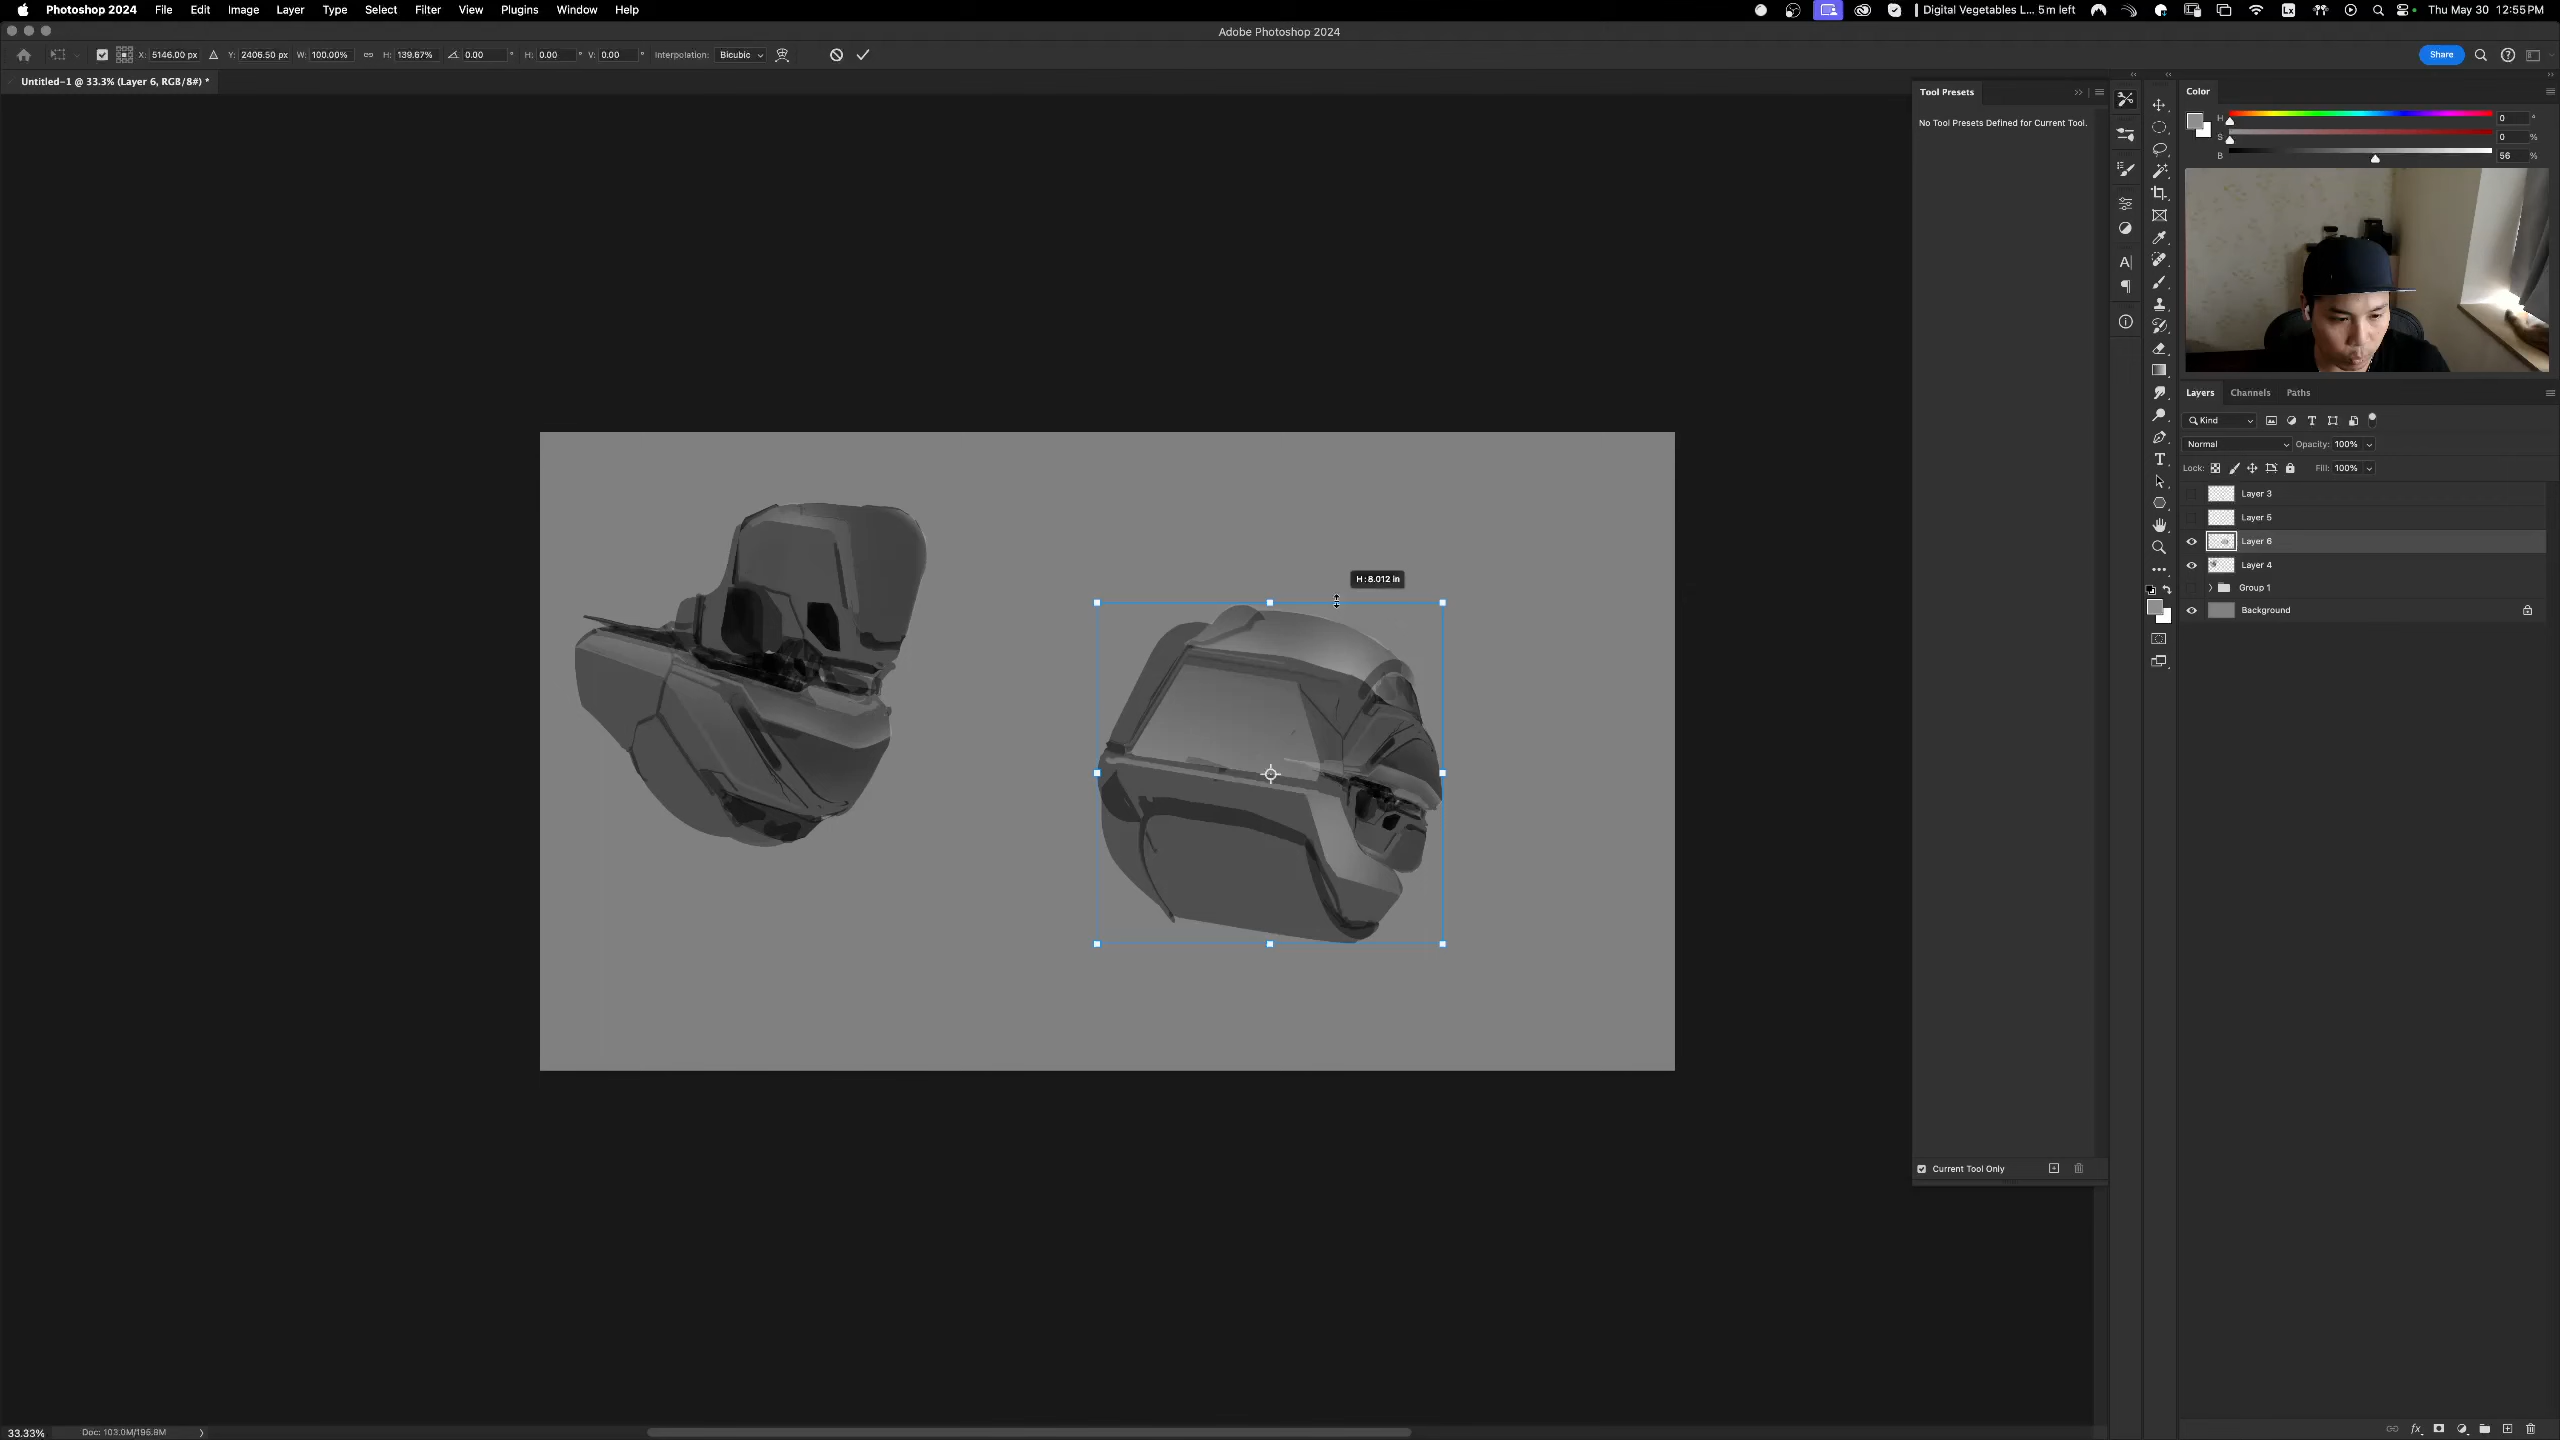 Photoshop 2024 File Edit Image Layer Type Select Filter View Plugins Window Help Digital Vegetables L... 5m left Thu May 30 12:55 PM
Adobe Photoshop 2024
X: 5146.00 px Y: 2406.50 px W: 100.00% H: 139.67% 0.00 ° H: 0.00 ° V: 0.00 ° Interpolation: Bicubic Share
Untitled-1 @ 33.3% (Layer 6, RGB/8#) *
Tool Presets
No Tool Presets Defined for Current Tool.
Color
H 0 °
S 0 %
B 56 %
Layers Channels Paths
Kind
Normal Opacity: 100%
Lock: Fill: 100%
Layer 3
Layer 5
Layer 6
Layer 4
Group 1
Background
H: 8.012 in
Current Tool Only
33.33% Doc: 103.0M/195.8M